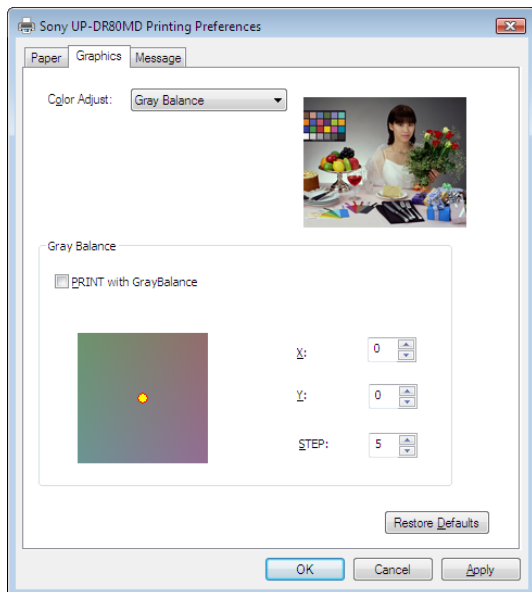 Sony UP-DR80MD Printing Preferences
Paper Graphics Message
Color Adjust: Gray Balance
Gray Balance
PRINT with GrayBalance
X: 0
Y: 0
STEP: 5
Restore Defaults
OK Cancel Apply